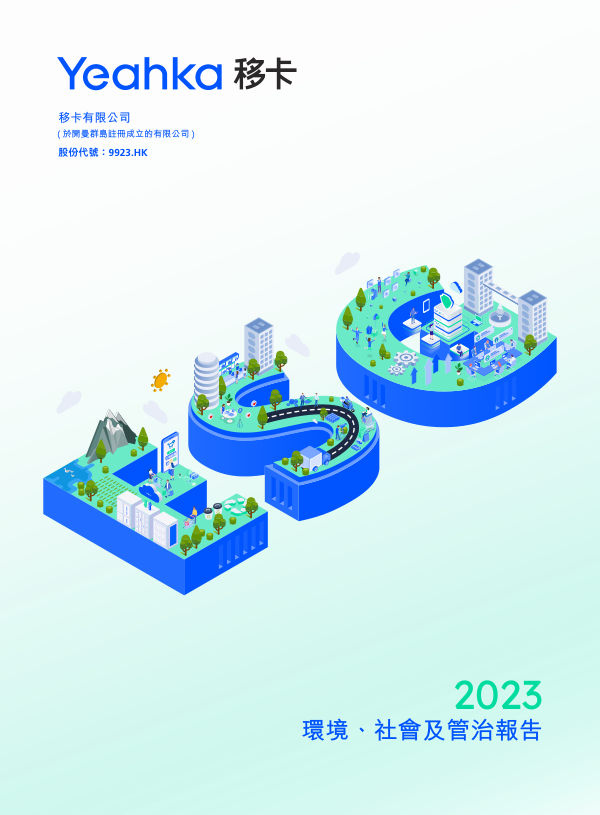 Yeahka 移卡
移卡有限公司
( 於開曼群島註冊成立的有限公司 )
股份代號：9923.HK
2023
環境、社會及管治報告